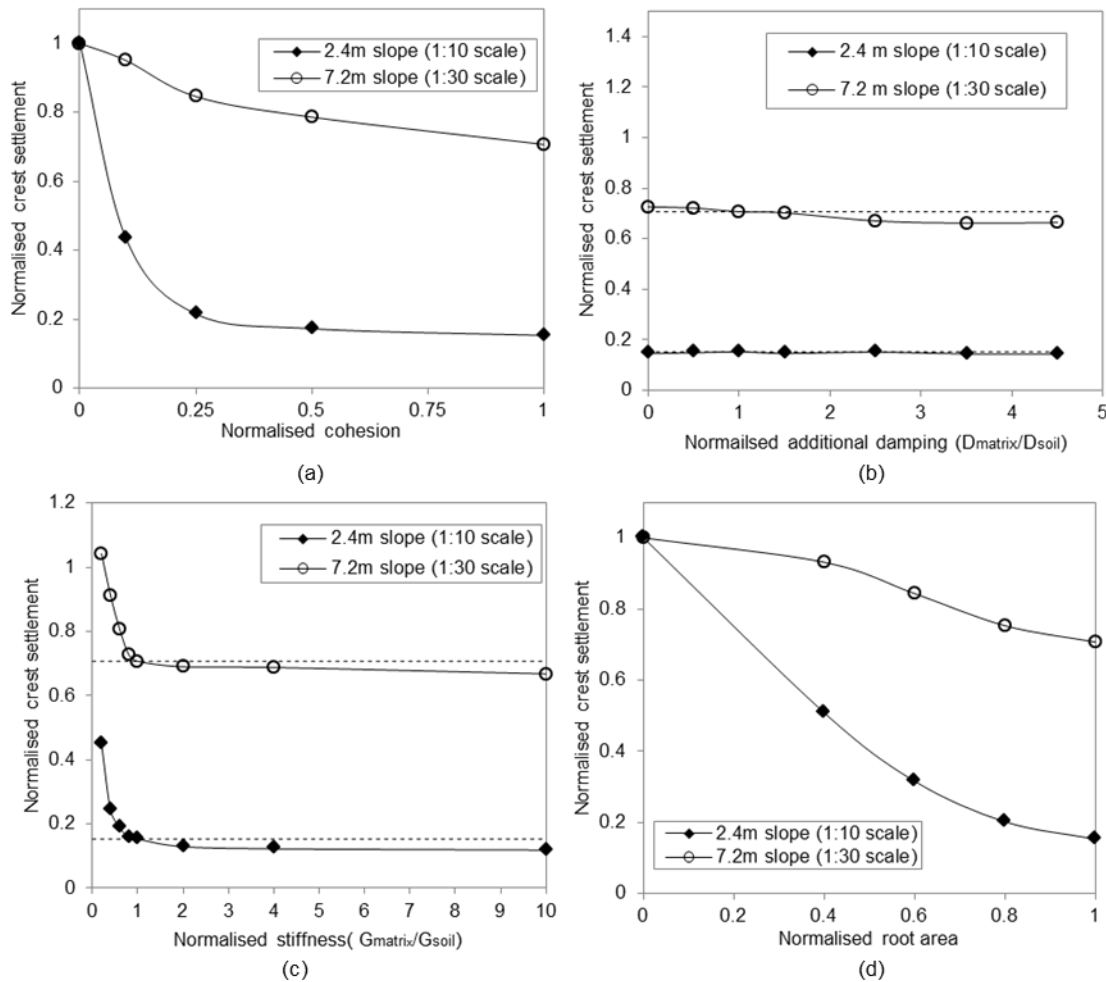 1
0.8
0.6
0.4
0.2
0
Normalised crest settlement
2.4m slope (1:10 scale)
7.2m slope (1:30 scale)
0
0.25
0.5
0.75
1
Normalised cohesion
(a)
1.4
1.2
1
0.8
0.6
0.4
0.2
0
Normalised crest settlement
2.4 m slope (1:10 scale)
7.2 m slope (1:30 scale)
0
1
2
3
4
5
Normailsed additional damping (Dmatrix/Dsoil)
(b)
1.2
1
0.8
0.6
0.4
0.2
0
Normalised crest settlement
2.4m slope (1:10 scale)
7.2m slope (1:30 scale)
0
1
2
3
4
5
6
7
8
9
10
Normalised stiffness( Gmatrix/Gsoil)
(c)
1
0.8
0.6
0.4
0.2
0
Normalised crest settlement
2.4m slope (1:10 scale)
7.2m slope (1:30 scale)
0
0.2
0.4
0.6
0.8
1
Normalised root area
(d)